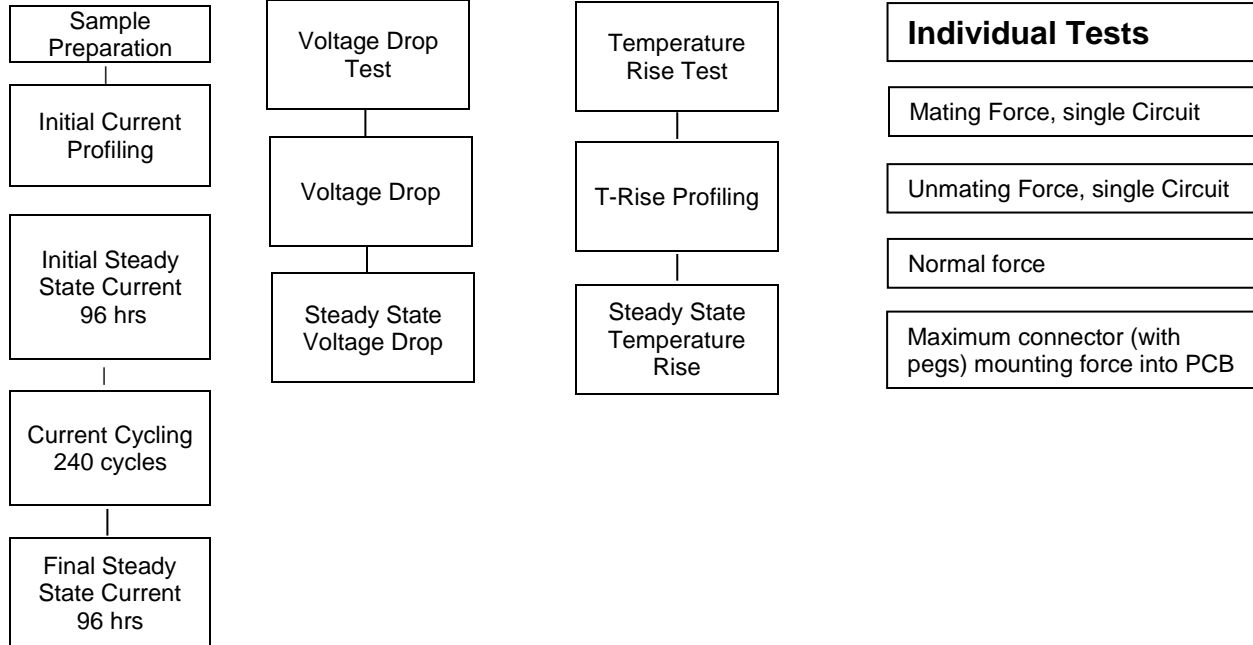 Sample
Preparation
Initial Current
Profiling
Initial Steady
State Current
96 hrs
Current Cycling
240 cycles
Final Steady
State Current
96 hrs
Voltage Drop
Test
Voltage Drop
Steady State
Voltage Drop
Temperature
Rise Test
T-Rise Profiling
Steady State
Temperature
Rise
Individual Tests
Mating Force, single Circuit
Unmating Force, single Circuit
Normal force
Maximum connector (with
pegs) mounting force into PCB